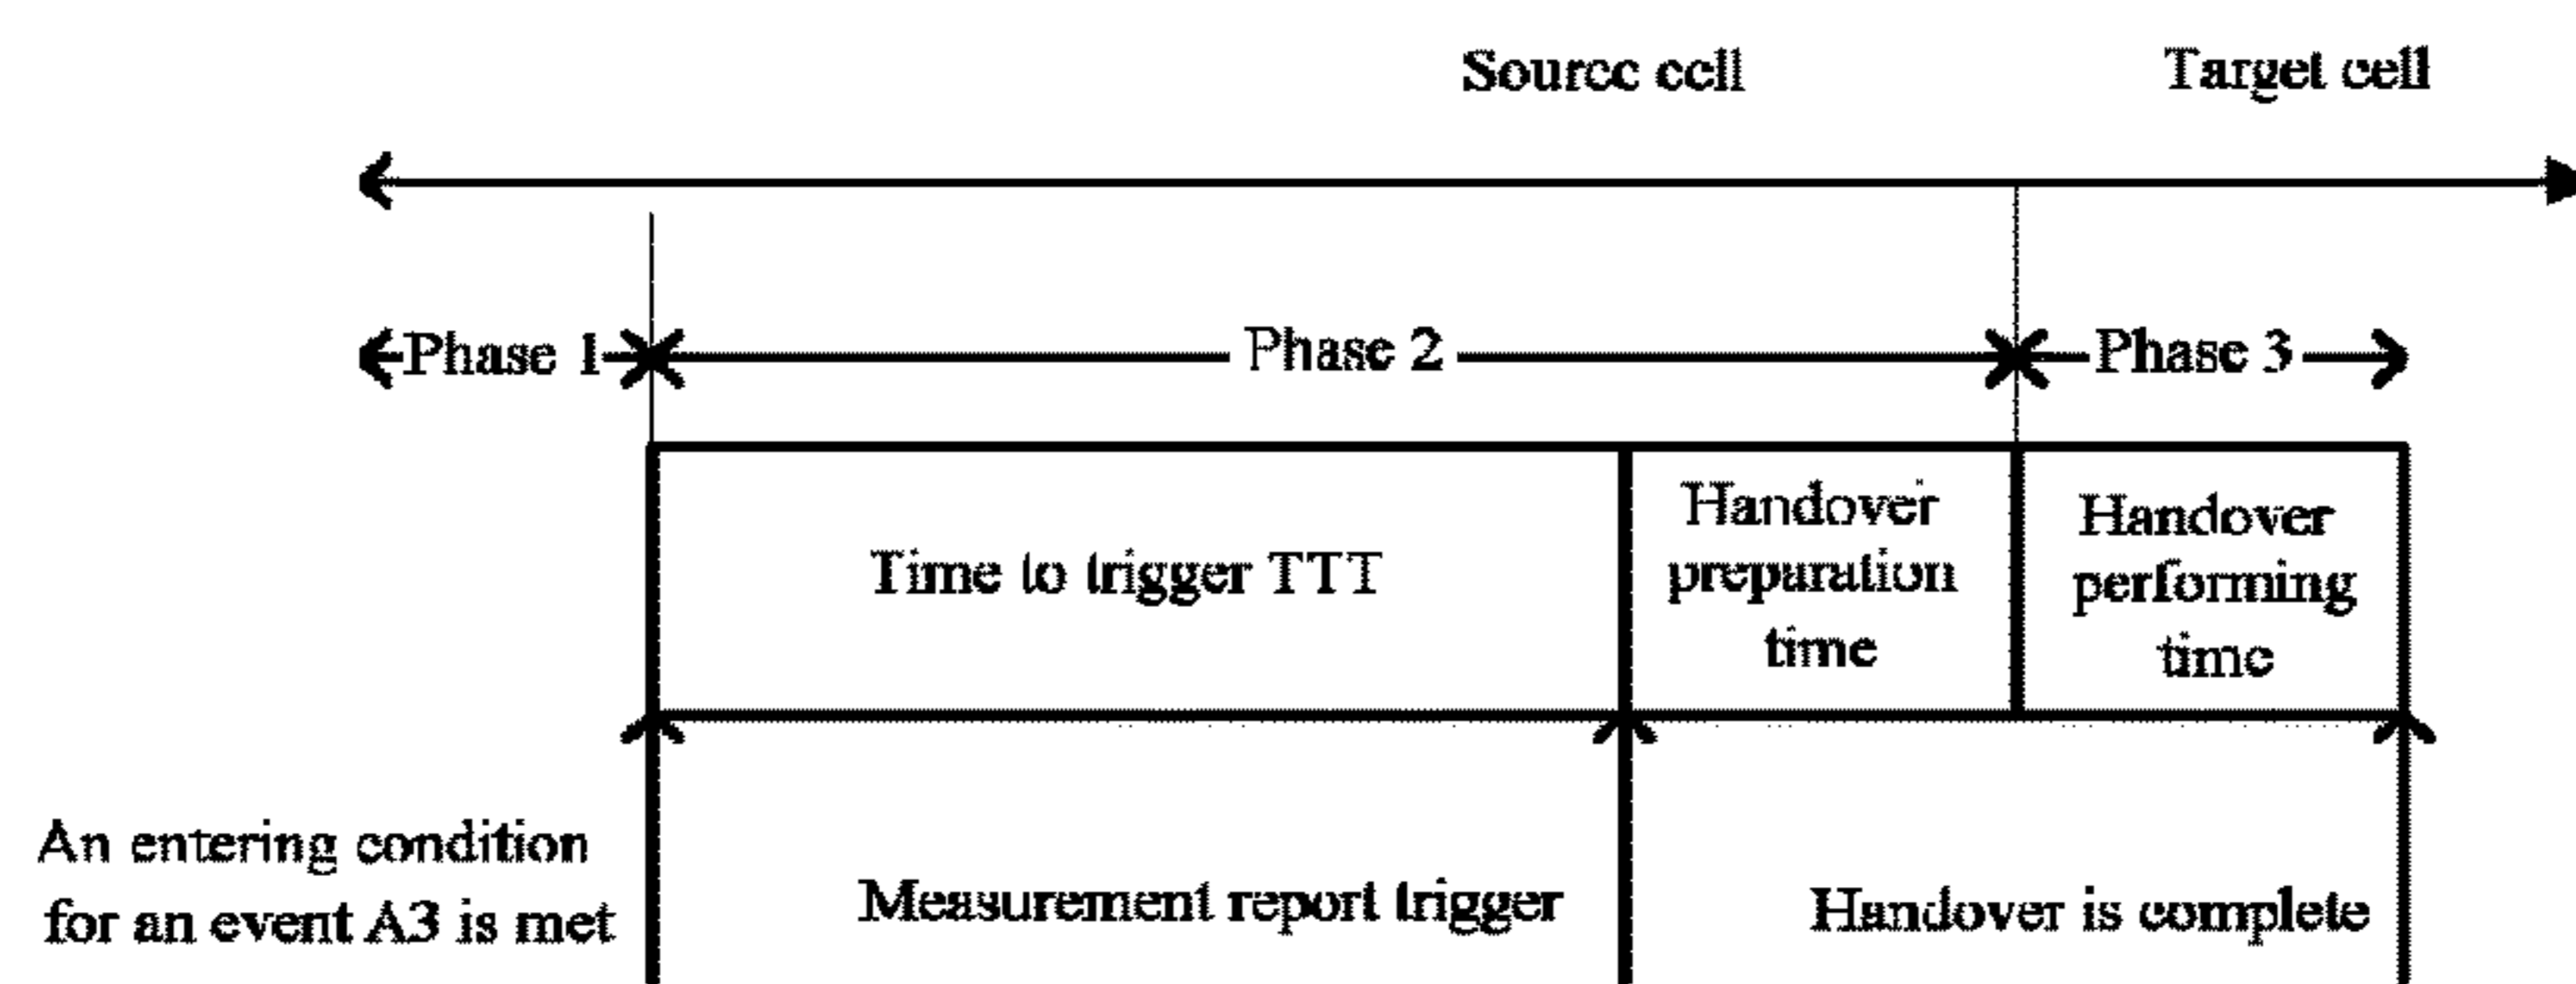 Source cell
Target cell
Phase 1
Phase 2
Phase 3
Time to trigger TTT
Handover
preparation
time
Handover
performing
time
An entering condition
for an event A3 is met
Measurement report trigger
Handover is complete